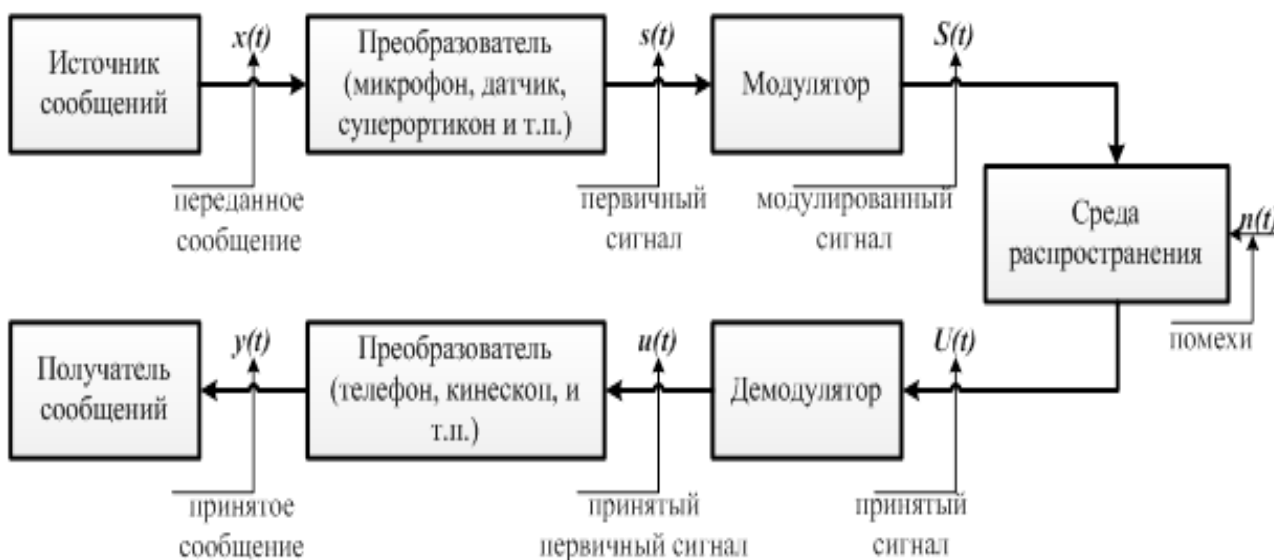 Источник
сообщений
x(t)
переданное
сообщение
Преобразователь
(микрофон, датчик,
суперортикон и т.п.)
s(t)
первичный
сигнал
Модулятор
S(t)
модулированный
сигнал
Среда
распространения
n(t)
помехи
Получатель
сообщений
y(t)
принятое
сообщение
Преобразователь
(телефон, кинескоп, и
т.п.)
u(t)
принятый
первичный сигнал
Демодулятор
U(t)
принятый
сигнал